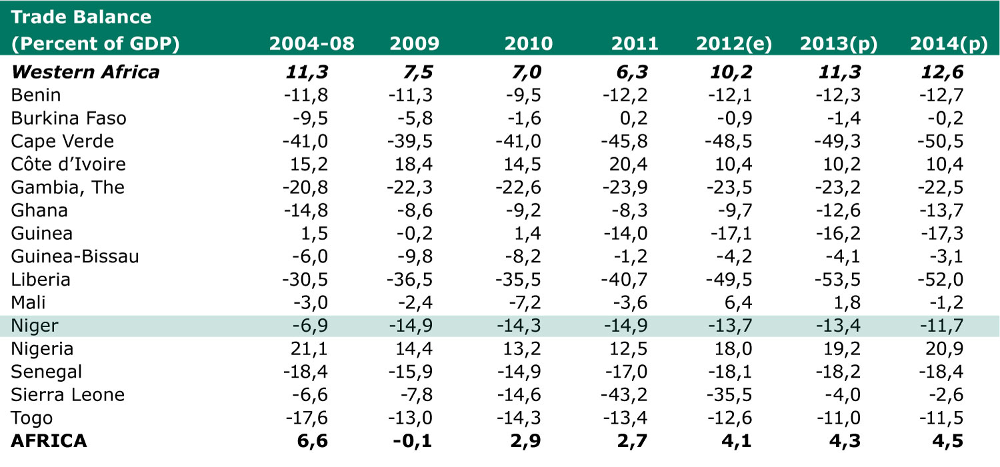 Trade Balance
(Percent of GDP) 2004-08 2009 2010 2011 2012(e) 2013(p) 2014(p)
Western Africa 11,3 7,5 7,0 6,3 10,2 11,3 12,6
Benin -11,8 -11,3 -9,5 -12,2 -12,1 -12,3 -12,7
Burkina Faso -9,5 -5,8 -1,6 0,2 -0,9 -1,4 -0,2
Cape Verde -41,0 -39,5 -41,0 -45,8 -48,5 -49,3 -50,5
Côte d’Ivoire 15,2 18,4 14,5 20,4 10,4 10,2 10,4
Gambia, The -20,8 -22,3 -22,6 -23,9 -23,5 -23,2 -22,5
Ghana -14,8 -8,6 -9,2 -8,3 -9,7 -12,6 -13,7
Guinea 1,5 -0,2 1,4 -14,0 -17,1 -16,2 -17,3
Guinea-Bissau -6,0 -9,8 -8,2 -1,2 -4,2 -4,1 -3,1
Liberia -30,5 -36,5 -35,5 -40,7 -49,5 -53,5 -52,0
Mali -3,0 -2,4 -7,2 -3,6 6,4 1,8 -1,2
Niger -6,9 -14,9 -14,3 -14,9 -13,7 -13,4 -11,7
Nigeria 21,1 14,4 13,2 12,5 18,0 19,2 20,9
Senegal -18,4 -15,9 -14,9 -17,0 -18,1 -18,2 -18,4
Sierra Leone -6,6 -7,8 -14,6 -43,2 -35,5 -4,0 -2,6
Togo -17,6 -13,0 -14,3 -13,4 -12,6 -11,0 -11,5
AFRICA 6,6 -0,1 2,9 2,7 4,1 4,3 4,5